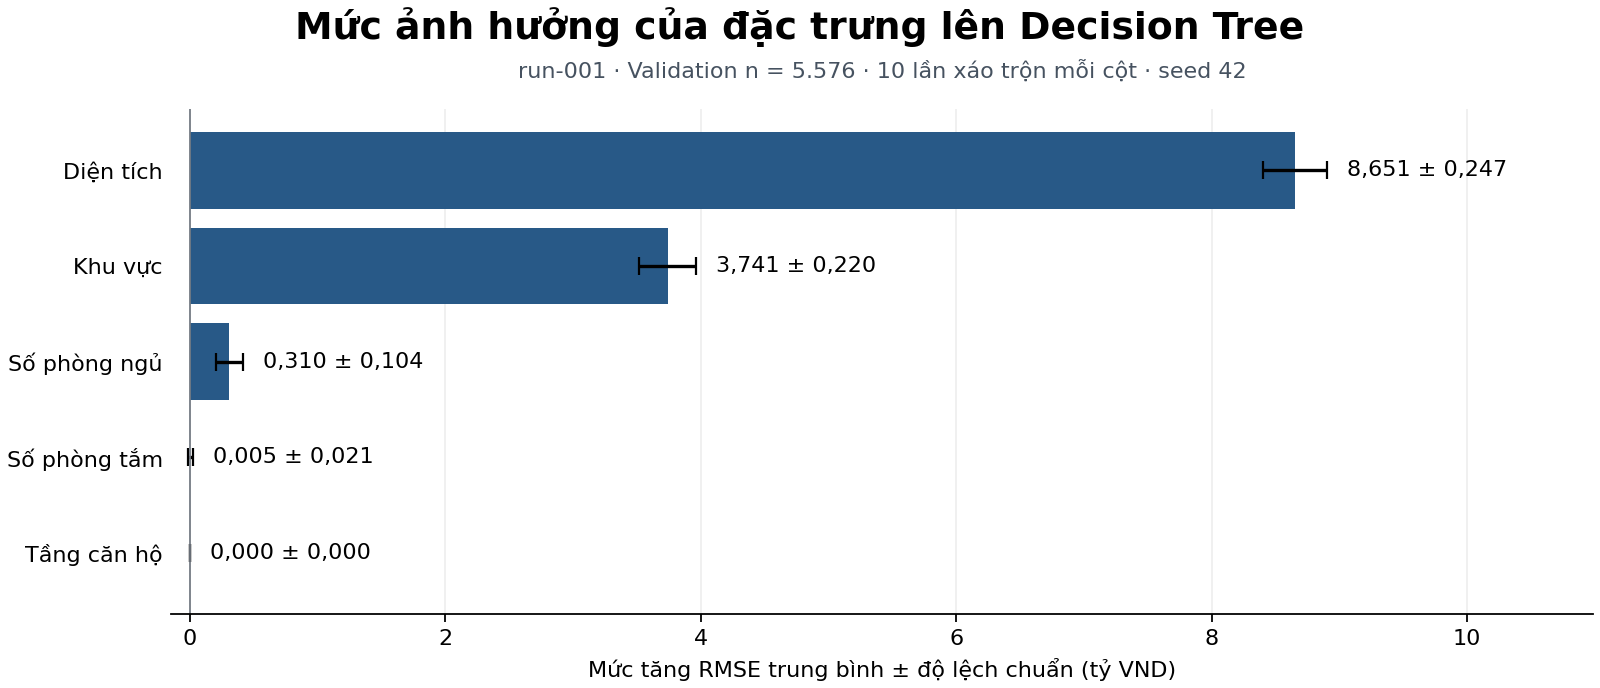 Mức ảnh hưởng của đặc trưng lên Decision Tree
run-001 · Validation n = 5.576 · 10 lần xáo trộn mỗi cột · seed 42
Diện tích
8,651 ± 0,247
Khu vực
3,741 ± 0,220
Số phòng ngủ
0,310 ± 0,104
Số phòng tắm
0,005 ± 0,021
Tầng căn hộ
0,000 ± 0,000
0 2 4 6 8 10
Mức tăng RMSE trung bình ± độ lệch chuẩn (tỷ VND)